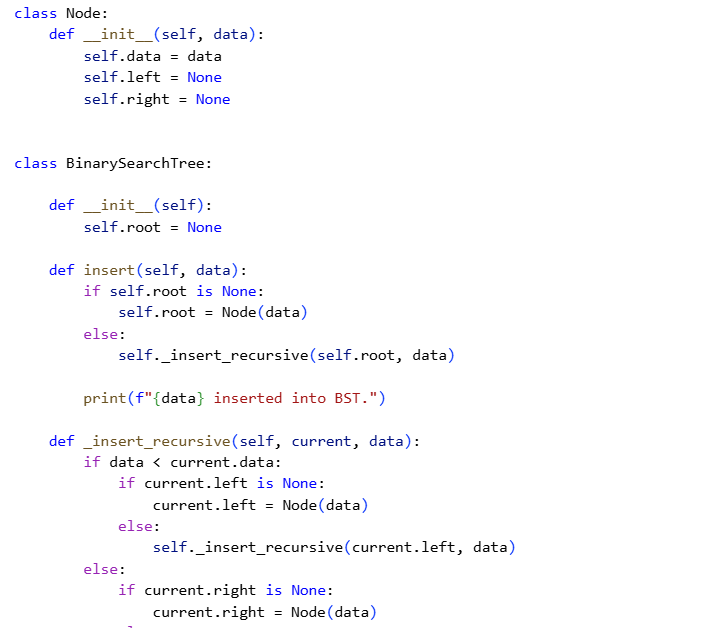 class Node:
    def __init__(self, data):
        self.data = data
        self.left = None
        self.right = None
class BinarySearchTree:
    def __init__(self):
        self.root = None
    def insert(self, data):
        if self.root is None:
            self.root = Node(data)
        else:
            self._insert_recursive(self.root, data)
        print(f"{data} inserted into BST.")
    def _insert_recursive(self, current, data):
        if data < current.data:
            if current.left is None:
                current.left = Node(data)
            else:
                self._insert_recursive(current.left, data)
        else:
            if current.right is None:
                current.right = Node(data)